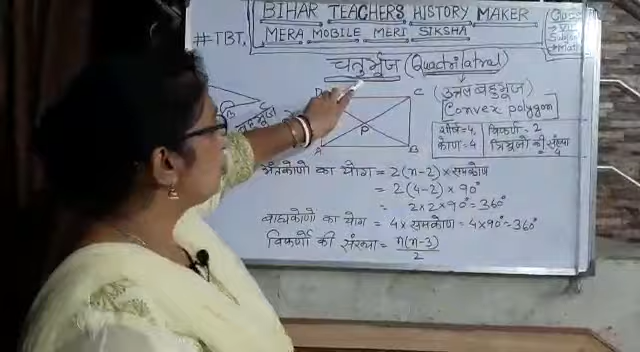 BIHAR TEACHERS HISTORY MAKER
#TBT, MERA MOBILE MERI SIKSHA
चतुर्भुज (Quadrilatral)
(उत्तल बहुभुज)
Convex polygon
C
P
A B
शीर्ष=4, विकर्ण=2
कोण=4 त्रिभुजों की संख्या
4
अंतःकोणों का योग = 2(n-2) × समकोण
= 2(4-2) × 90°
= 2×2×90°=360°
बाह्यकोणों का योग = 4×समकोण=4×90°=360°
विकर्णों की संख्या = n(n-3)
2